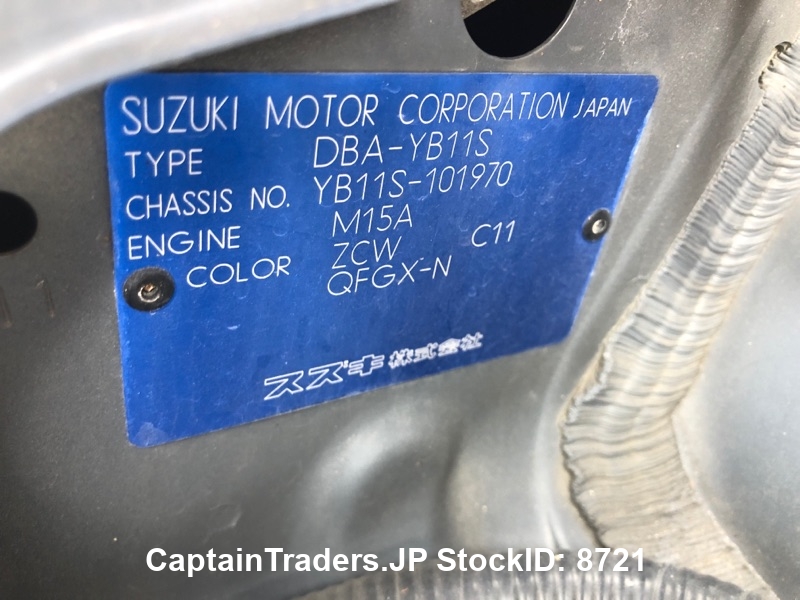 SUZUKI MOTOR CORPORATION JAPAN
TYPE DBA-YB11S
CHASSIS NO. YB11S-101970
ENGINE M15A
COLOR ZCW C11
QFGX-N
スズキ株式会社
CaptainTraders.JP StockID: 8721